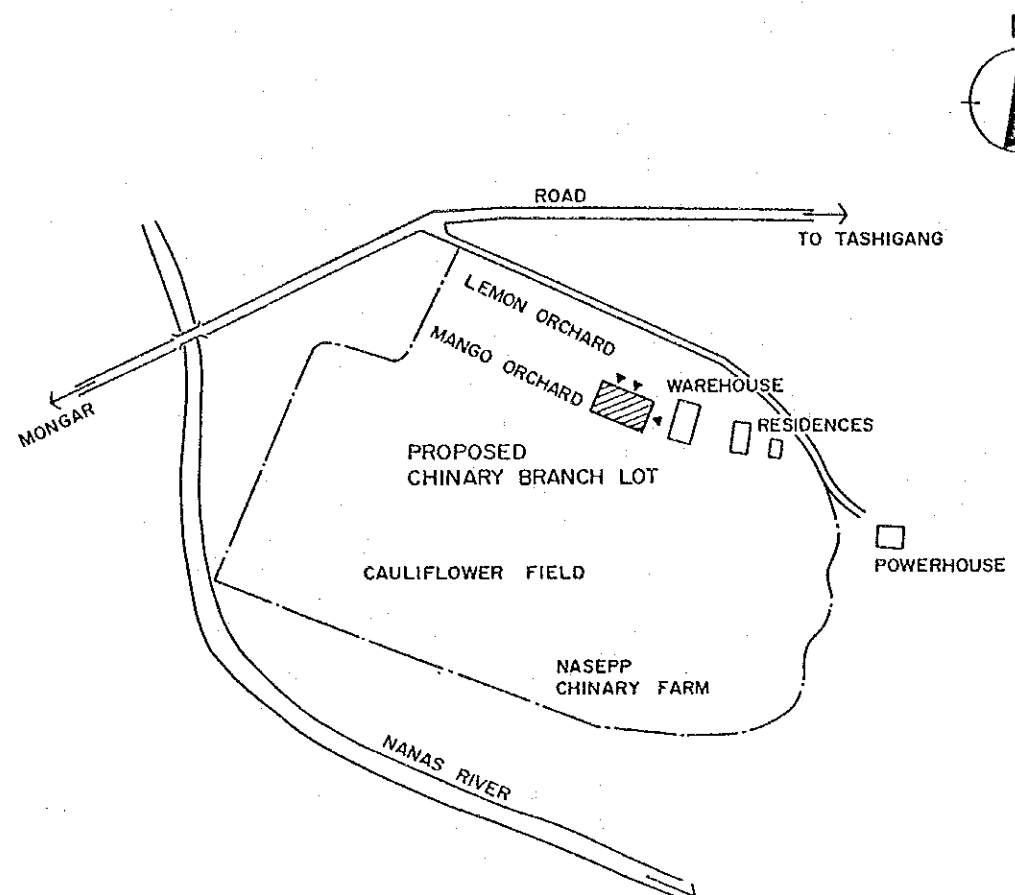 N
ROAD
TO TASHIGANG
LEMON ORCHARD
MANGO ORCHARD
WAREHOUSE
MONGAR
RESIDENCES
PROPOSED
CHINARY BRANCH LOT
POWERHOUSE
CAULIFLOWER FIELD
NASEPP
CHINARY FARM
NANAS RIVER